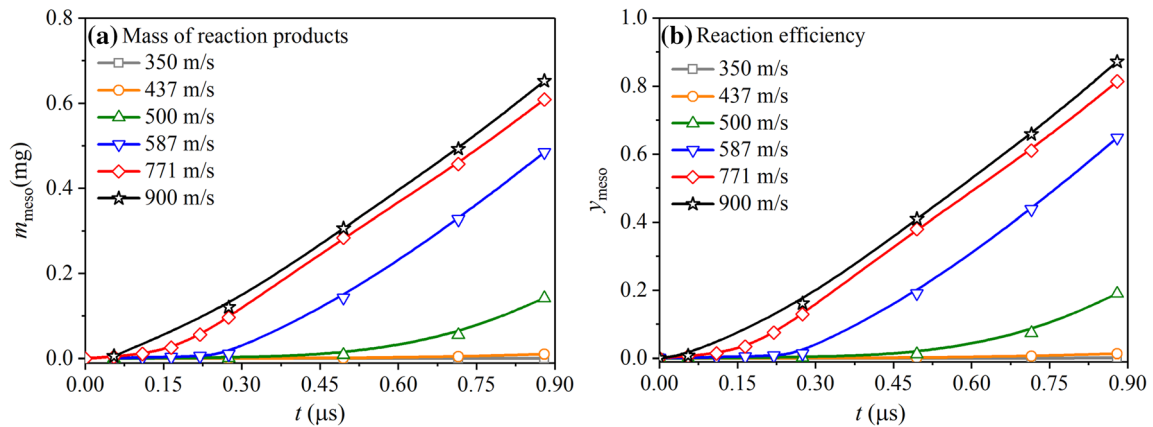 (a) Mass of reaction products
350 m/s
437 m/s
500 m/s
587 m/s
771 m/s
900 m/s
0.8
0.6
0.4
0.2
0.0
m_meso(mg)
0.00 0.15 0.30 0.45 0.60 0.75 0.90
t (μs)
(b) Reaction efficiency
350 m/s
437 m/s
500 m/s
587 m/s
771 m/s
900 m/s
1.0
0.8
0.6
0.4
0.2
0.0
y_meso
0.00 0.15 0.30 0.45 0.60 0.75 0.90
t (μs)